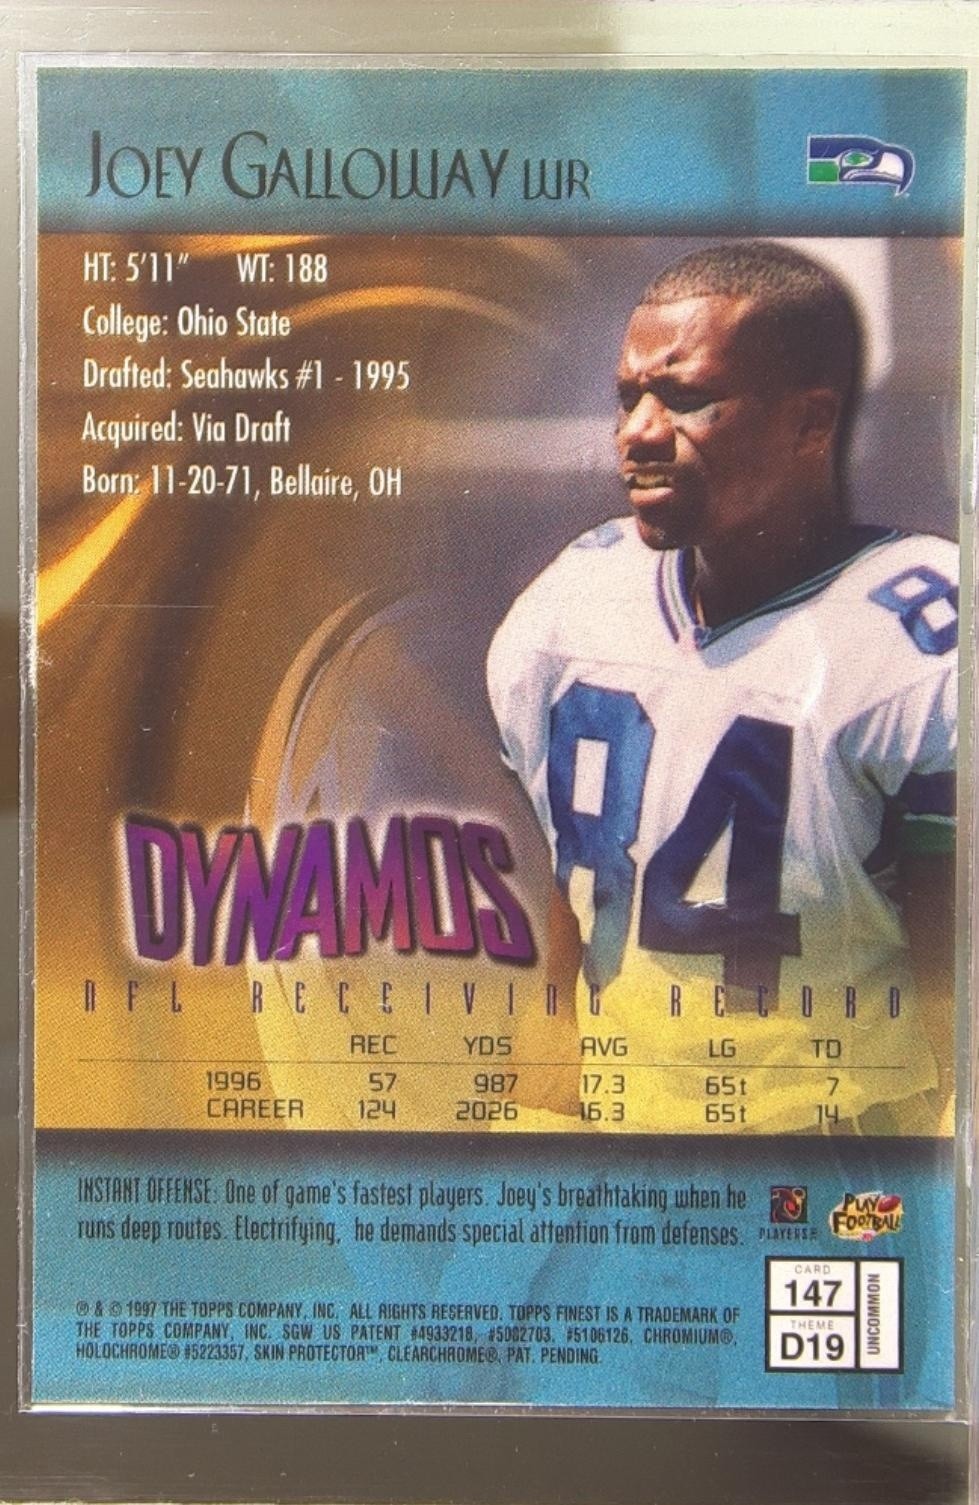 JOEY GALLOWAY WR
HT: 5'11" WT: 188
College: Ohio State
Drafted: Seahawks #1 - 1995
Acquired: Via Draft
Born: 11-20-71, Bellaire, OH
8
84
DYNAMOS
NFL RECEIVING RECORD
REC YDS AVG LG TD
1996 57 987 17.3 65t 7
CAREER 124 2026 16.3 65t 14
INSTANT OFFENSE: One of game's fastest players. Joey's breathtaking when he
runs deep routes. Electrifying, he demands special attention from defenses.
PLAYERS INC
PLAY
FOOTBALL
® & © 1997 THE TOPPS COMPANY, INC. ALL RIGHTS RESERVED. TOPPS FINEST IS A TRADEMARK OF
THE TOPPS COMPANY, INC. SGW US PATENT #4933218, #5082703, #5106126, CHROMIUM®,
HOLOCHROME® #5223357, SKIN PROTECTOR™, CLEARCHROME®, PAT. PENDING.
CARD
147
THEME
D19
UNCOMMON